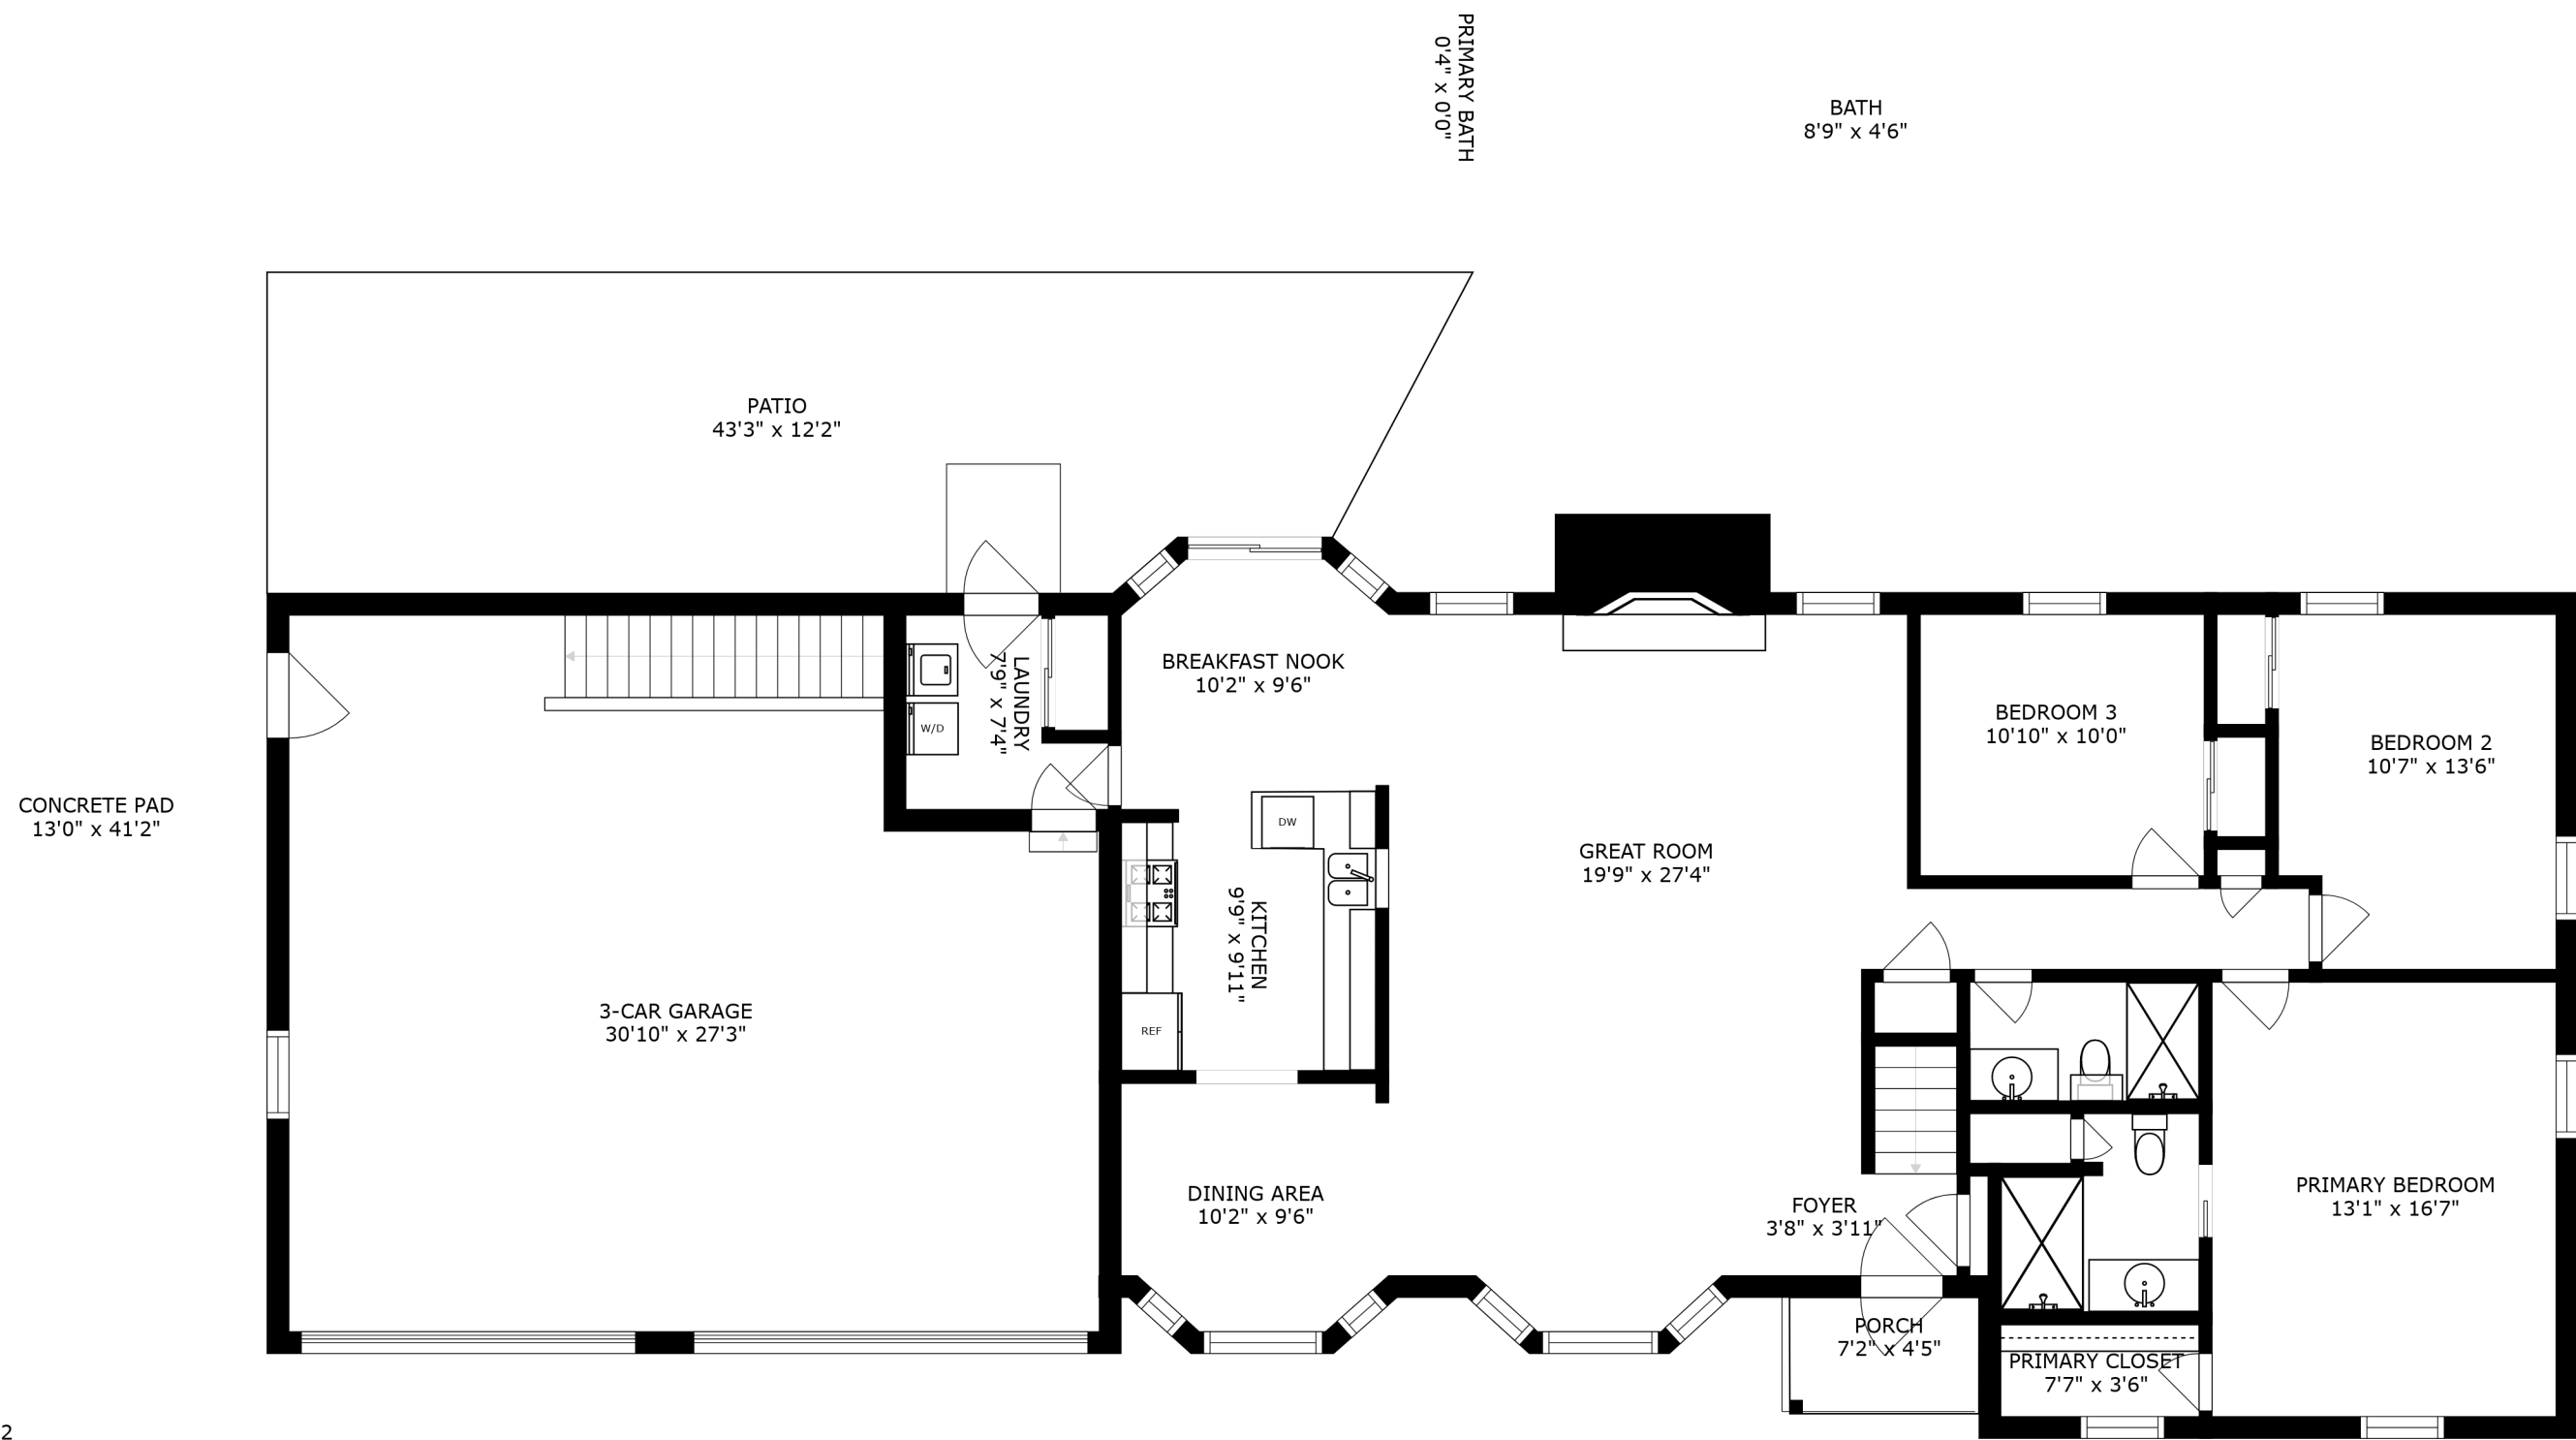 PRIMARY BATH
0'4" x 0'0"
BATH
8'9" x 4'6"
PATIO
43'3" x 12'2"
BREAKFAST NOOK
10'2" x 9'6"
LAUNDRY
7'9" x 7'4"
W/D
BEDROOM 3
10'10" x 10'0"
BEDROOM 2
10'7" x 13'6"
CONCRETE PAD
13'0" x 41'2"
DW
GREAT ROOM
19'9" x 27'4"
KITCHEN
9'9" x 9'11"
3-CAR GARAGE
30'10" x 27'3"
REF
DINING AREA
10'2" x 9'6"
FOYER
3'8" x 3'11"
PRIMARY BEDROOM
13'1" x 16'7"
PORCH
7'2" x 4'5"
PRIMARY CLOSET
7'7" x 3'6"
2